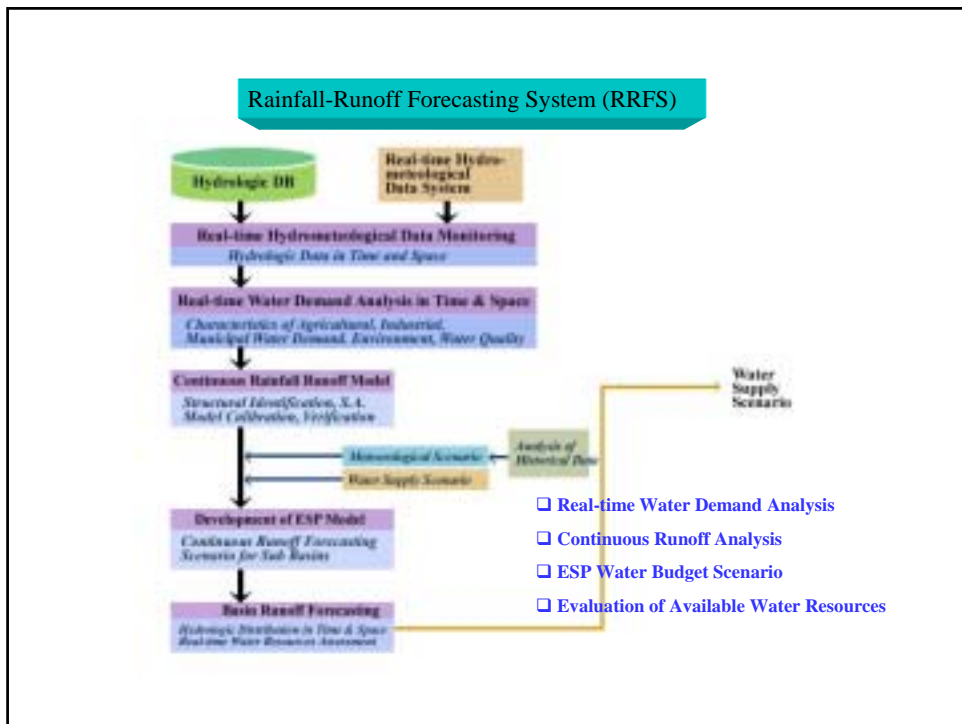 Rainfall-Runoff Forecasting System (RRFS)
Hydrologic DB
Real-time Hydro-
meteological
Data System
Real-time Hydrometeological Data Monitoring
Hydrologic Data in Time and Space
Real-time Water Demand Analysis in Time & Space
Characteristics of Agricultural, Industrial,
Municipal Water Demand, Environment, Water Quality
Continuous Rainfall Runoff Model
Structural Identification, S.A.
Model Calibration, Verification
Analysis of
Historical Data
Meteorological Scenario
Water Supply Scenario
Development of ESP Model
Continuous Runoff Forecasting
Scenario for Sub Basins
Basin Runoff Forecasting
Hydrologic Distribution in Time & Space
Real-time Water Resources Assessment
Water
Supply
Scenario
❑ Real-time Water Demand Analysis
❑ Continuous Runoff Analysis
❑ ESP Water Budget Scenario
❑ Evaluation of Available Water Resources